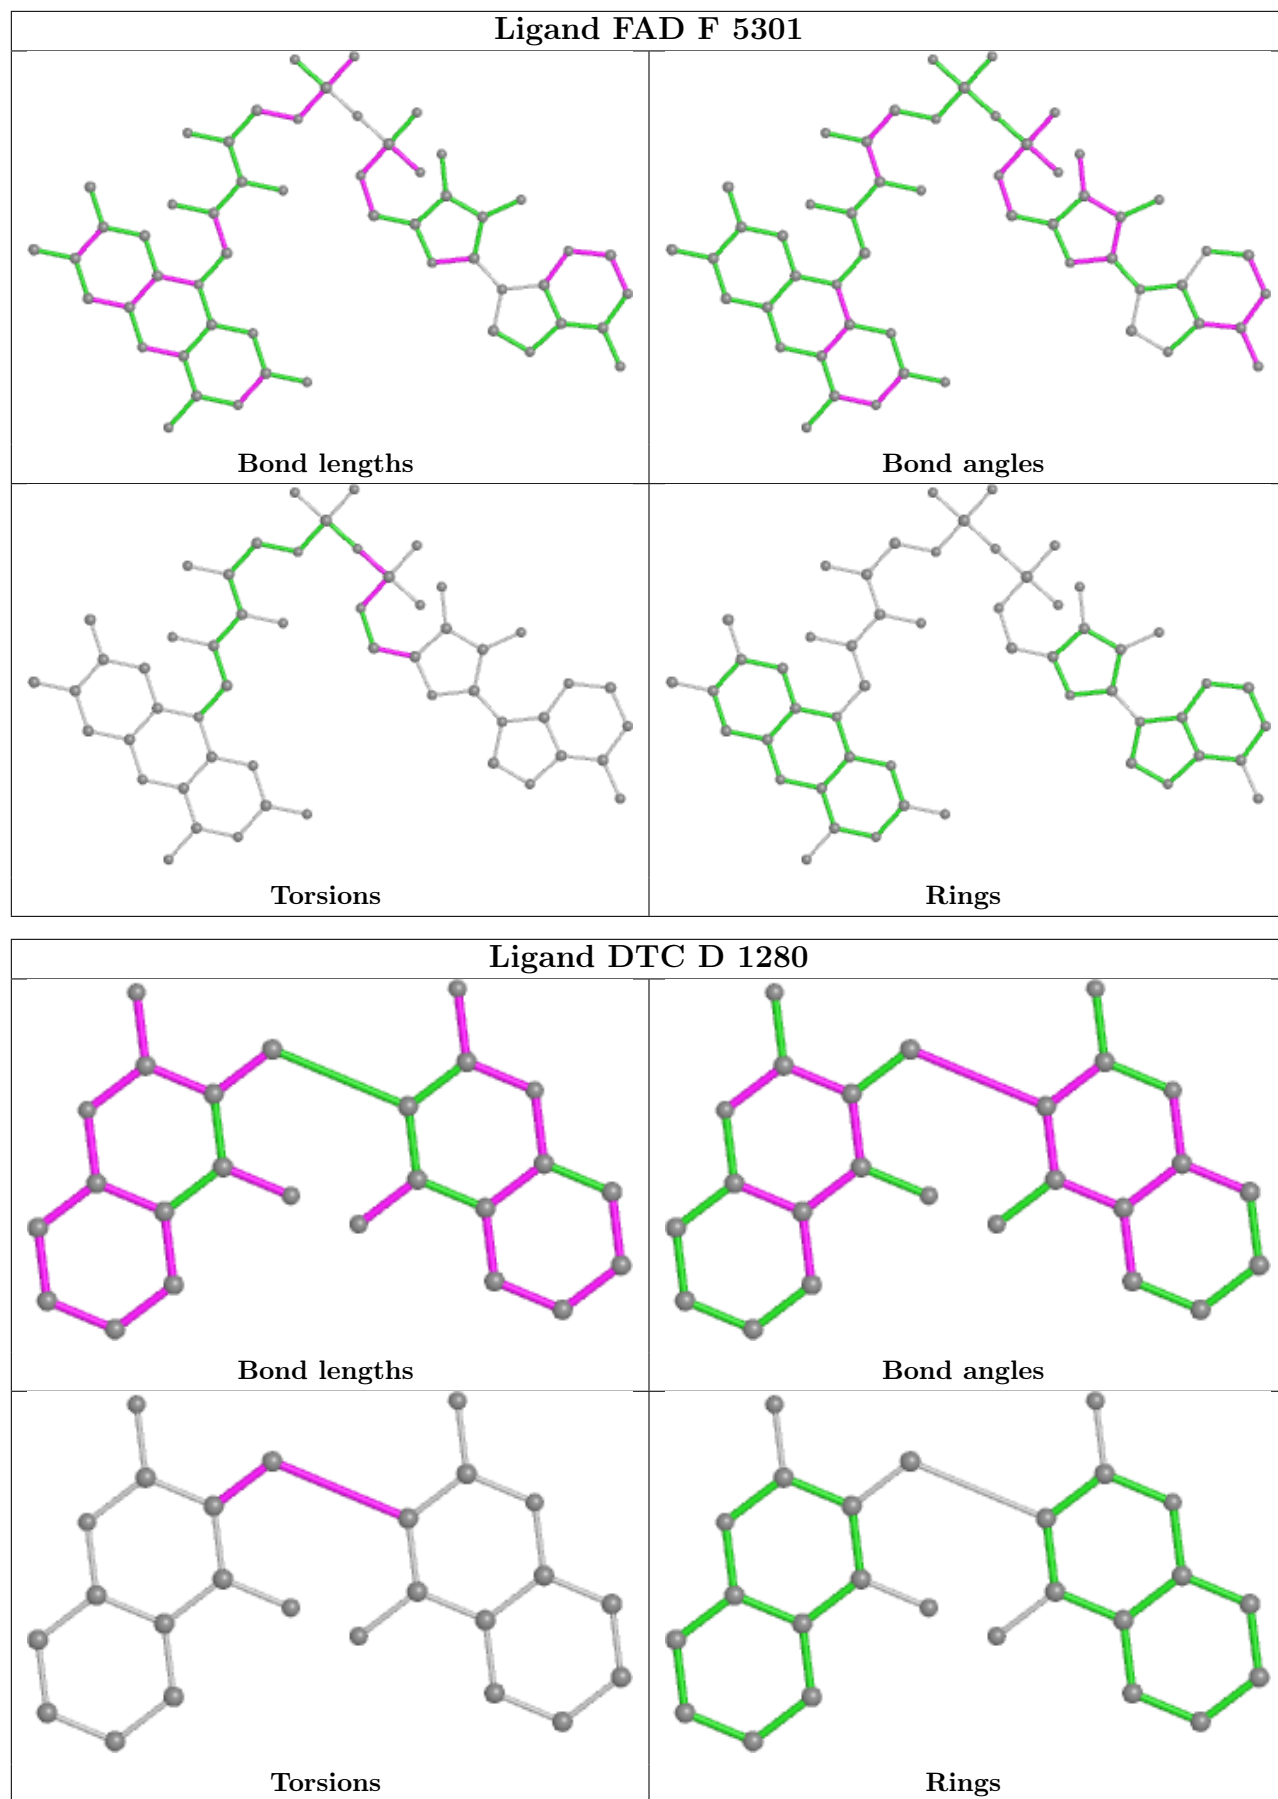 Ligand FAD F 5301
Bond lengths
Bond angles
Torsions
Rings
Ligand DTC D 1280
Bond lengths
Bond angles
Torsions
Rings